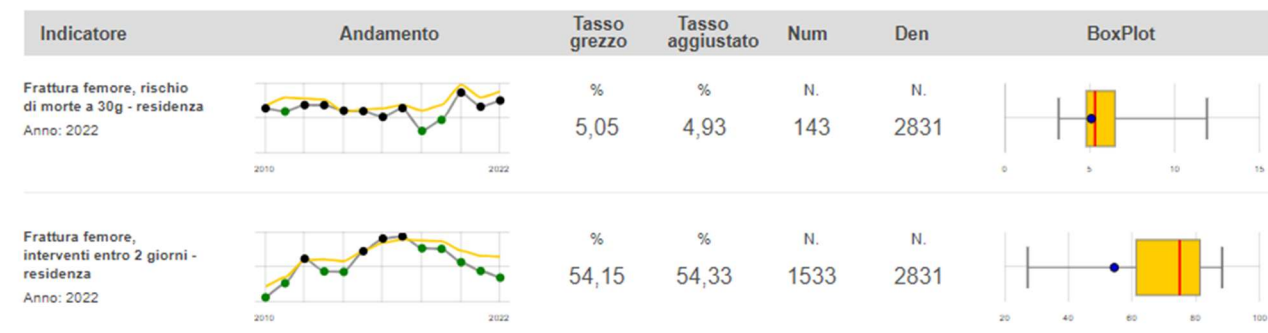 Indicatore Andamento Tasso grezzo Tasso aggiustato Num Den BoxPlot
Frattura femore, rischio
di morte a 30g - residenza
Anno: 2022
2010 2022
% % N. N.
5,05 4,93 143 2831
0 5 10 15
Frattura femore,
interventi entro 2 giorni -
residenza
Anno: 2022
2010 2022
% % N. N.
54,15 54,33 1533 2831
20 40 60 80 100